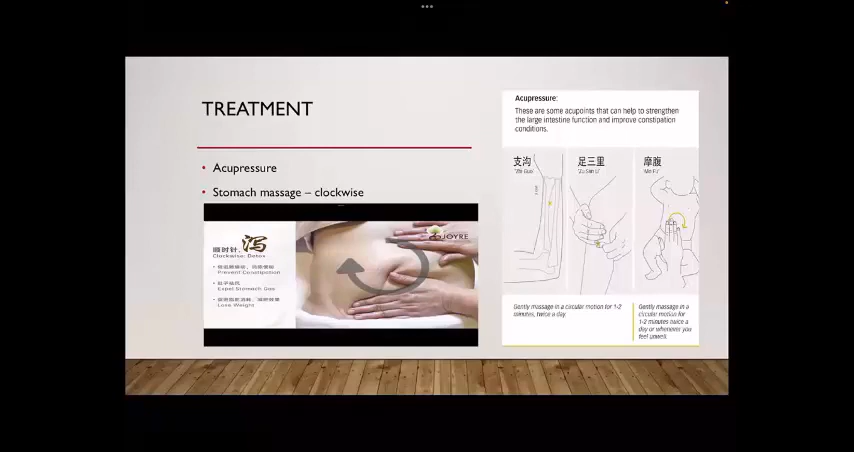 TREATMENT
• Acupressure
• Stomach massage – clockwise
JOYRE
顺时针: 泻
Clockwise: Detox
Prevent Constipation
Expel Stomach Gas
Lose Weight
Acupressure:
These are some acupoints that can help to strengthen
the large intestine function and improve constipation
conditions.
支沟
足三里
摩腹
"Zhi Gou"
"Zu San Li"
"Mo Fu"
Gently massage in a circular motion for 1-2
minutes, twice a day.
Gently massage in a
circular motion for
1-2 minutes twice a
day or whenever you
feel unwell.